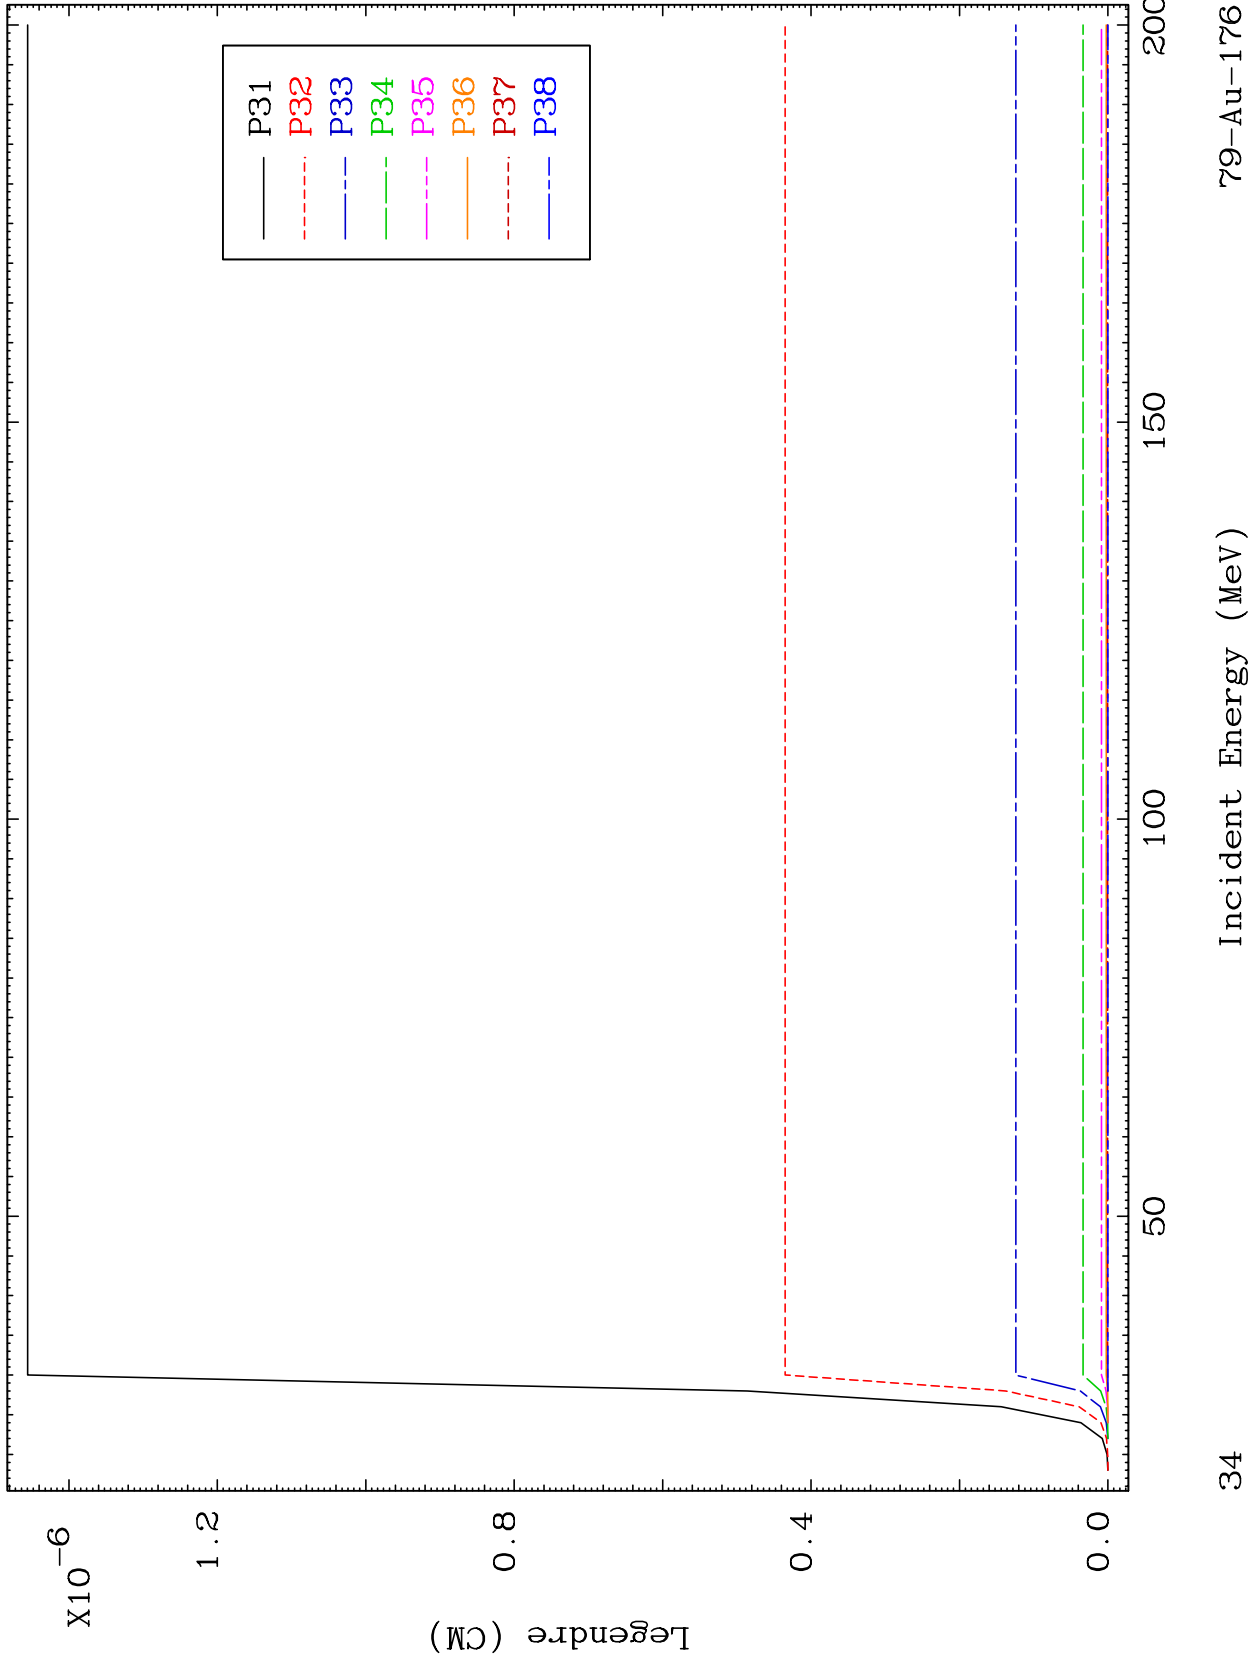 X10-6
1.2
0.8
0.4
0.0
Legendre (CM)
P31
P32
P33
P34
P35
P36
P37
P38
50
100
150
200
Incident Energy (MeV)
34
79-Au-176